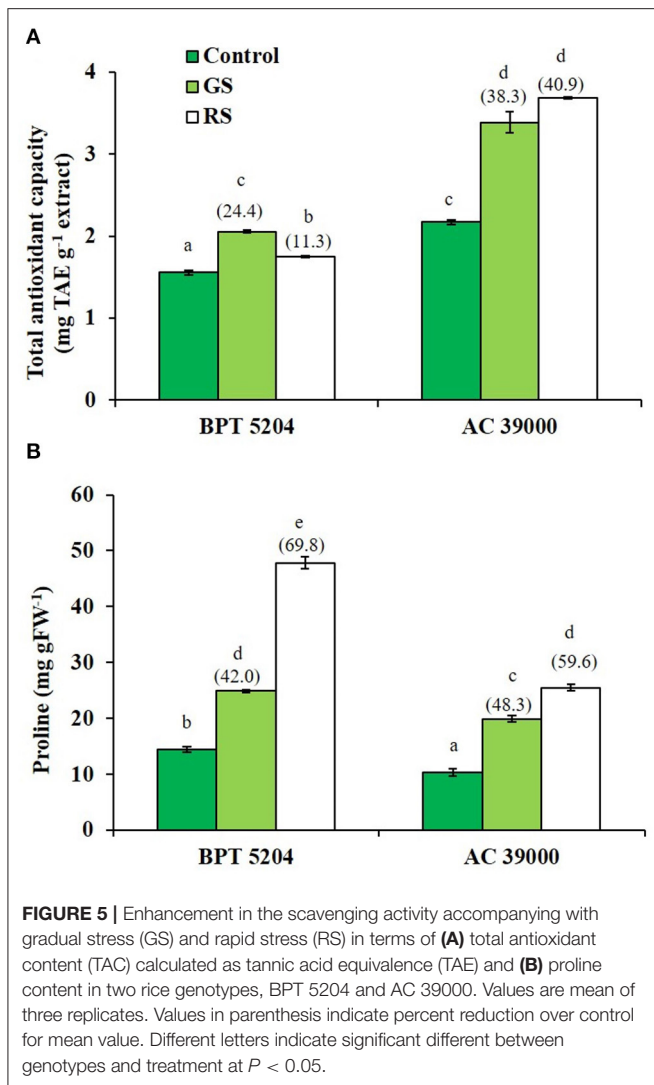 A
Control
GS
RS
Total antioxidant capacity
(mg TAE g⁻¹ extract)
4
3
2
1
0
a
c
(24.4)
b
(11.3)
c
d
(38.3)
d
(40.9)
BPT 5204
AC 39000
B
Proline (mg gFW⁻¹)
60
50
40
30
20
10
0
b
d
(42.0)
e
(69.8)
a
c
(48.3)
d
(59.6)
BPT 5204
AC 39000
FIGURE 5 | Enhancement in the scavenging activity accompanying with
gradual stress (GS) and rapid stress (RS) in terms of (A) total antioxidant
content (TAC) calculated as tannic acid equivalence (TAE) and (B) proline
content in two rice genotypes, BPT 5204 and AC 39000. Values are mean of
three replicates. Values in parenthesis indicate percent reduction over control
for mean value. Different letters indicate significant different between
genotypes and treatment at P < 0.05.